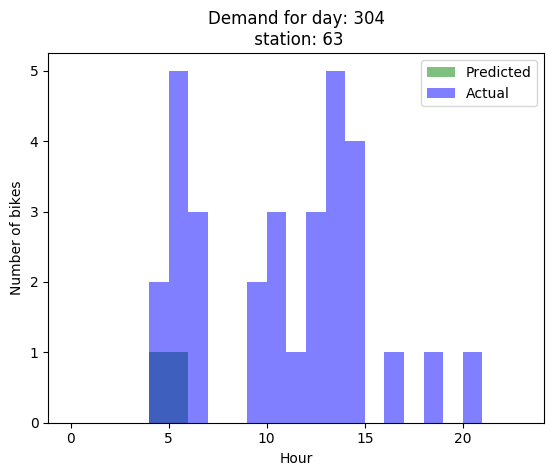 Demand for day: 304
station: 63
Predicted
Actual
Number of bikes
5
4
3
2
1
0
0
5
10
15
20
Hour